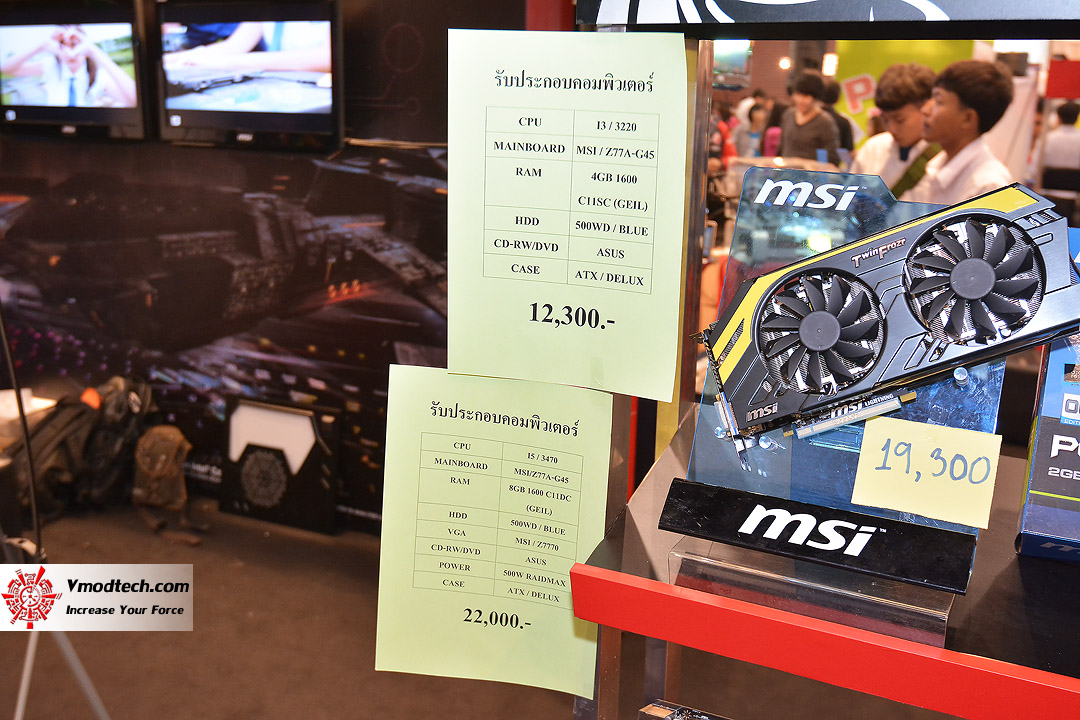 รับประกอบคอมพิวเตอร์
CPU I3 / 3220
MAINBOARD MSI / Z77A-G45
RAM 4GB 1600
C11SC (GEIL)
HDD 500WD / BLUE
CD-RW/DVD ASUS
CASE ATX / DELUX
12,300.-
รับประกอบคอมพิวเตอร์
CPU I5 / 3470
MAINBOARD MSI/Z77A-G45
RAM 8GB 1600 C11DC
(GEIL)
HDD 500WD / BLUE
VGA MSI / Z7770
CD-RW/DVD ASUS
POWER 500W RAIDMAX
CASE ATX / DELUX
22,000.-
msi
Twin Frozr
msi
msi LIGHTNING
19,300
msi™
P
2GB
Vmodtech.com
Increase Your Force